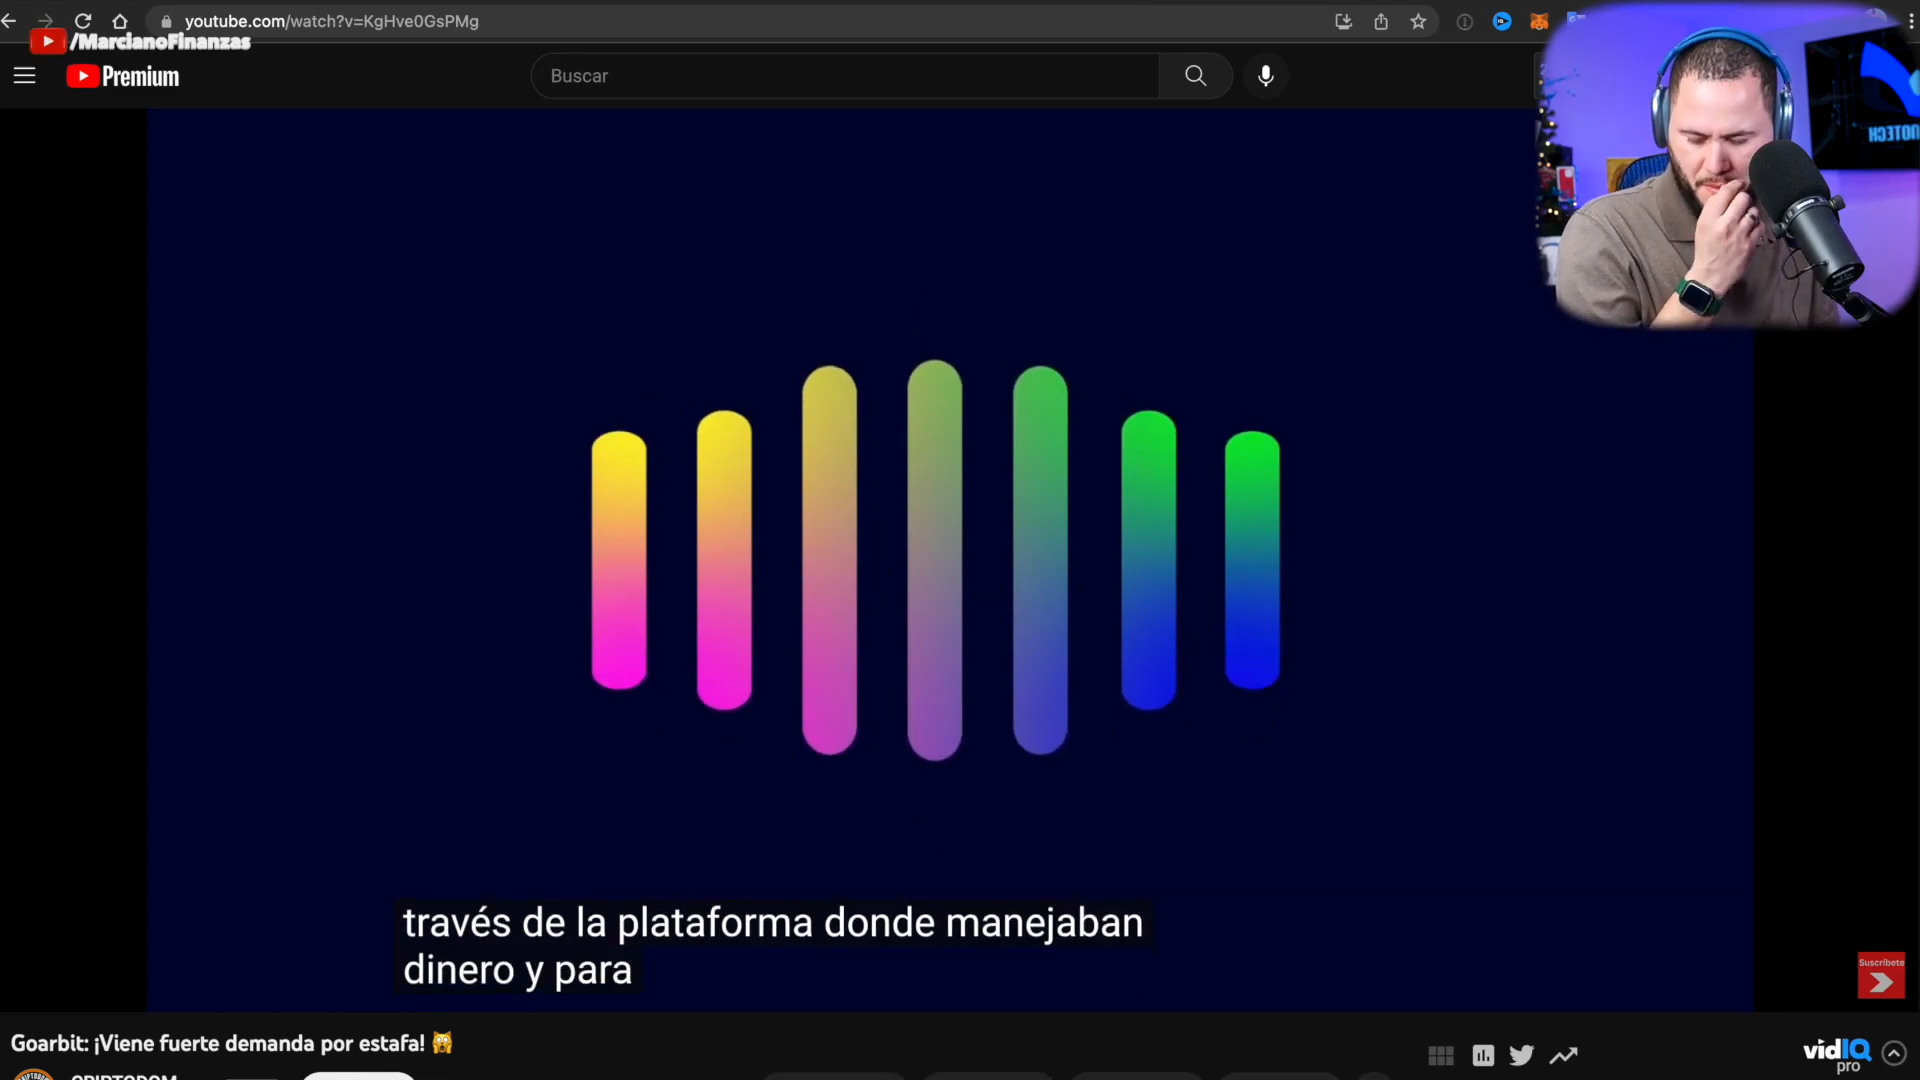 youtube.com/watch?v=KgHve0GsPMg
/MarcianoFinanzas
Premium
Buscar
través de la plataforma donde manejaban
dinero y para
Suscríbete
Goarbit: ¡Viene fuerte demanda por estafa! 🙀
vidIQ
pro